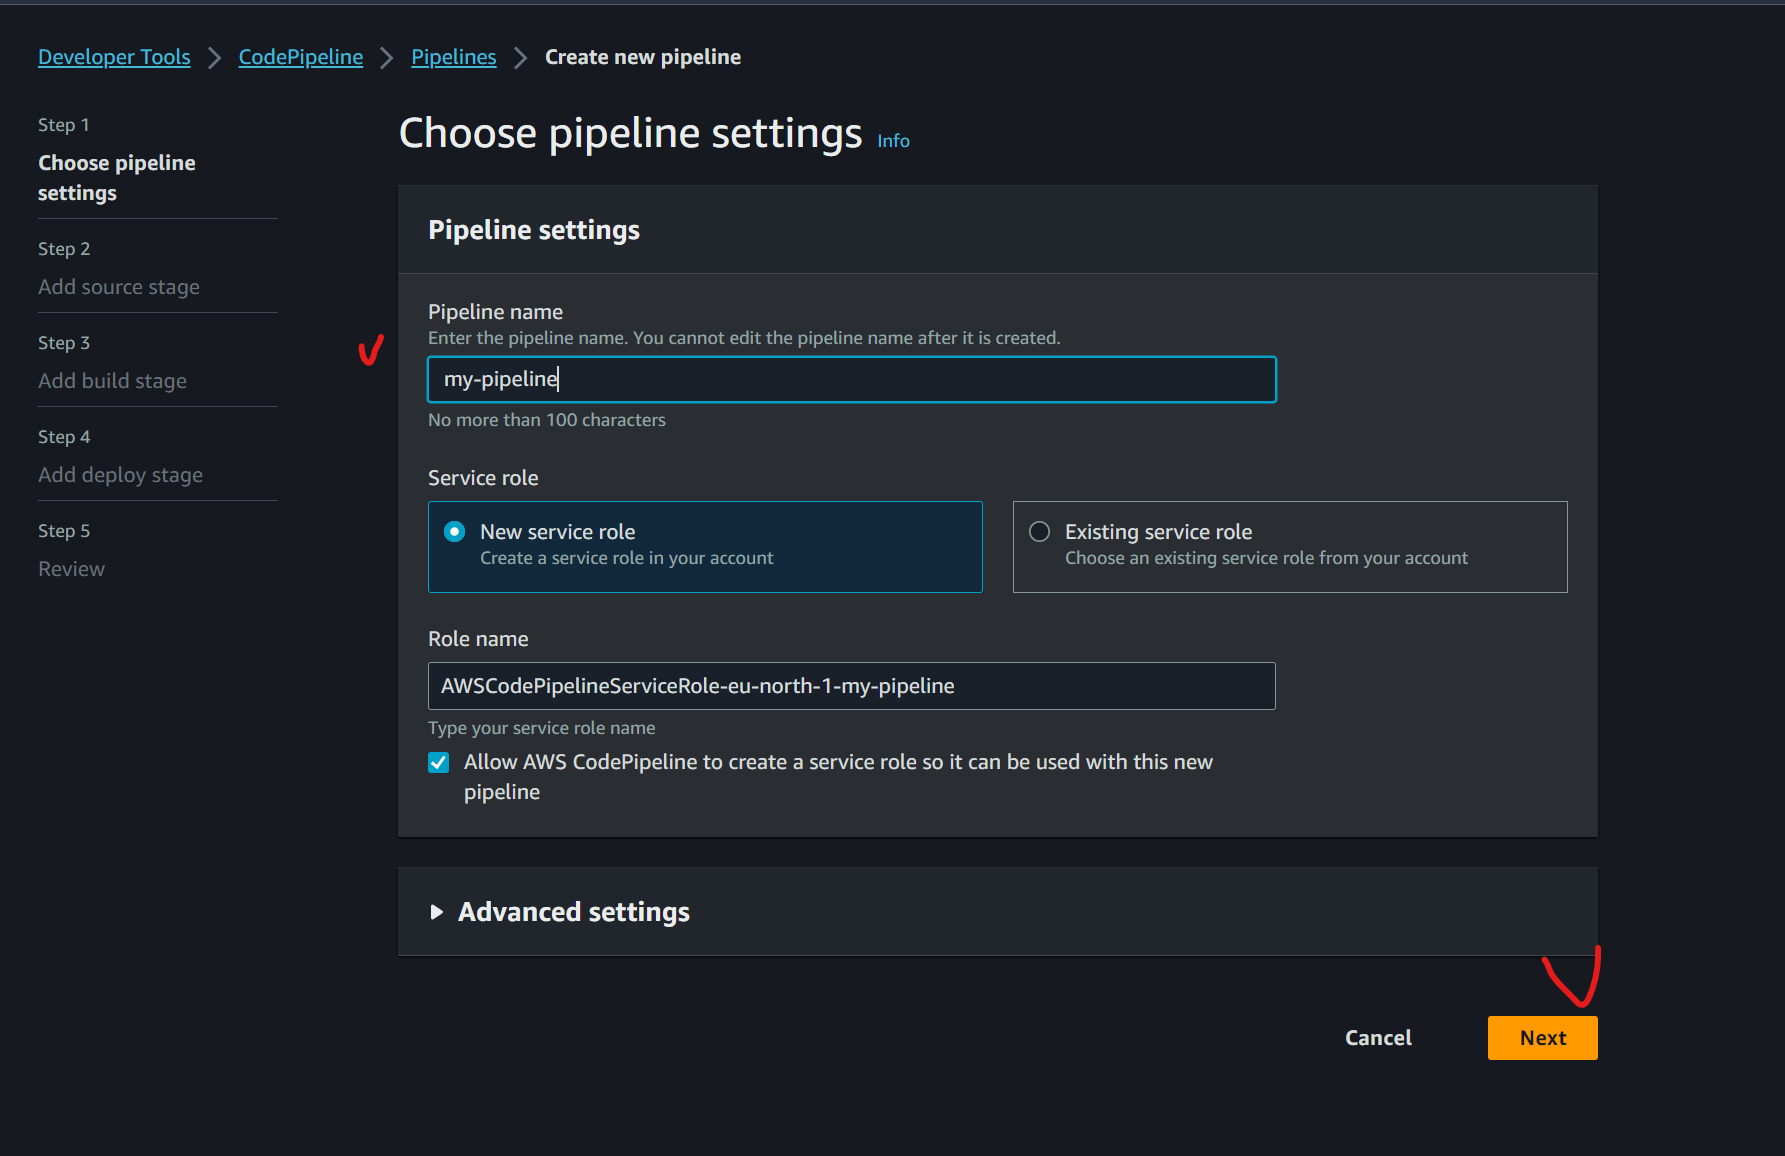 Developer Tools > CodePipeline > Pipelines > Create new pipeline
Step 1
Choose pipeline
settings
Step 2
Add source stage
Step 3
Add build stage
Step 4
Add deploy stage
Step 5
Review
Choose pipeline settings Info
Pipeline settings
Pipeline name
Enter the pipeline name. You cannot edit the pipeline name after it is created.
my-pipeline
No more than 100 characters
Service role
New service role
Create a service role in your account
Existing service role
Choose an existing service role from your account
Role name
AWSCodePipelineServiceRole-eu-north-1-my-pipeline
Type your service role name
Allow AWS CodePipeline to create a service role so it can be used with this new
pipeline
Advanced settings
Cancel
Next